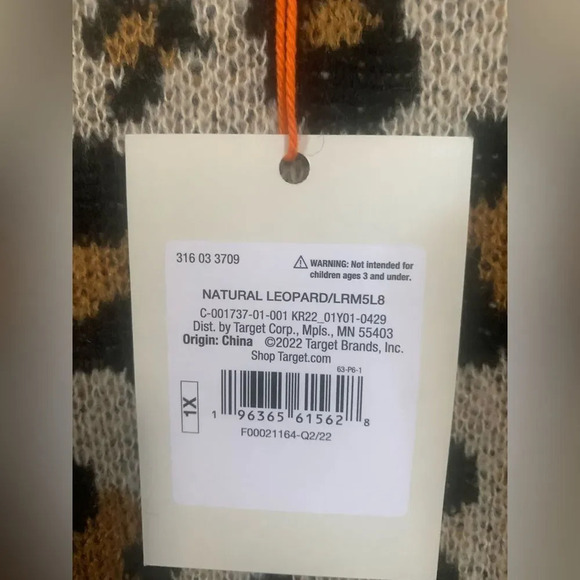 316 03 3709
⚠ WARNING: Not intended for
children ages 3 and under.
NATURAL LEOPARD/LRM5L8
C-001737-01-001 KR22_01Y01-0429
Dist. by Target Corp., Mpls., MN 55403
Origin: China ©2022 Target Brands, Inc.
Shop Target.com
63-P6-1
1X
1 96365 61562 8
F00021164-Q2/22